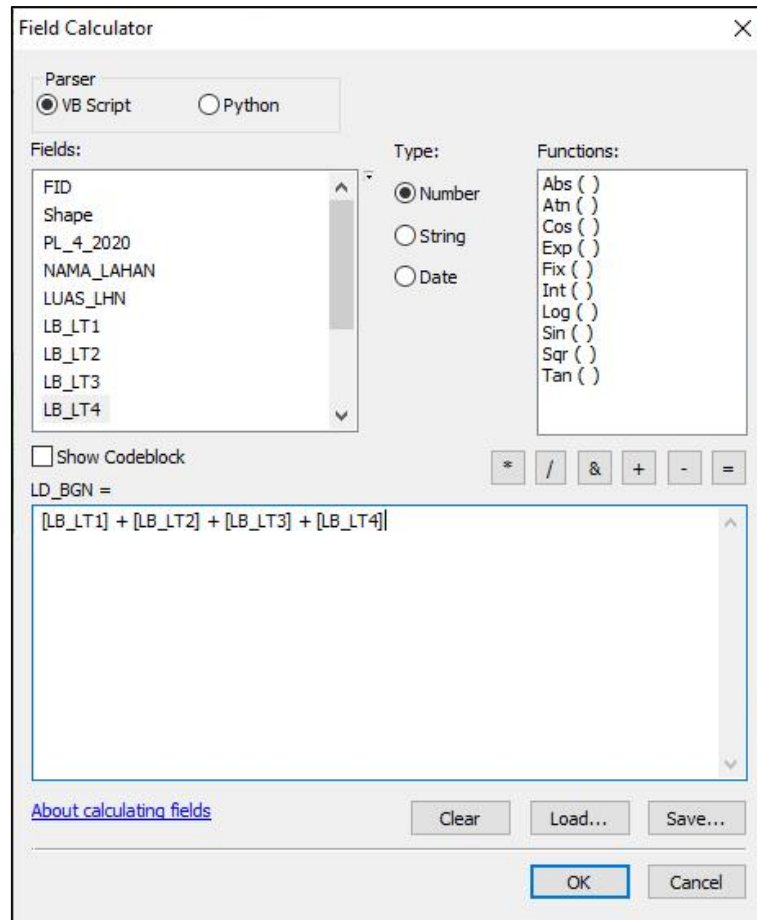 Field Calculator
Parser
VB Script Python
Fields:
FID
Shape
PL_4_2020
NAMA_LAHAN
LUAS_LHN
LB_LT1
LB_LT2
LB_LT3
LB_LT4
Type:
Number
String
Date
Functions:
Abs ( )
Atn ( )
Cos ( )
Exp ( )
Fix ( )
Int ( )
Log ( )
Sin ( )
Sqr ( )
Tan ( )
Show Codeblock
* / & + - =
LD_BGN =
[LB_LT1] + [LB_LT2] + [LB_LT3] + [LB_LT4]
About calculating fields
Clear Load... Save...
OK Cancel